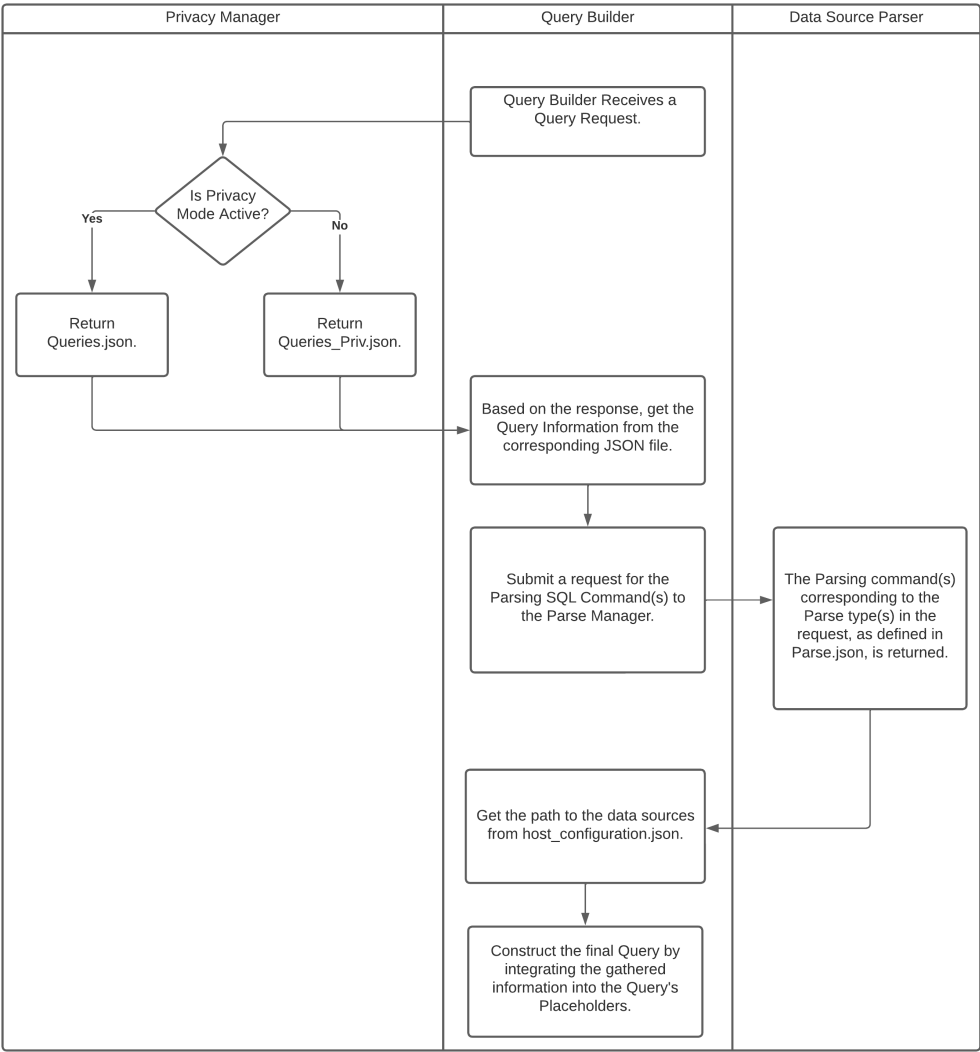 Privacy Manager
Query Builder
Data Source Parser
Query Builder Receives a
Query Request.
Is Privacy
Mode Active?
Yes
No
Return
Queries.json.
Return
Queries_Priv.json.
Based on the response, get the
Query Information from the
corresponding JSON file.
Submit a request for the
Parsing SQL Command(s) to
the Parse Manager.
The Parsing command(s)
corresponding to the
Parse type(s) in the
request, as defined in
Parse.json, is returned.
Get the path to the data sources
from host_configuration.json.
Construct the final Query by
integrating the gathered
information into the Query's
Placeholders.